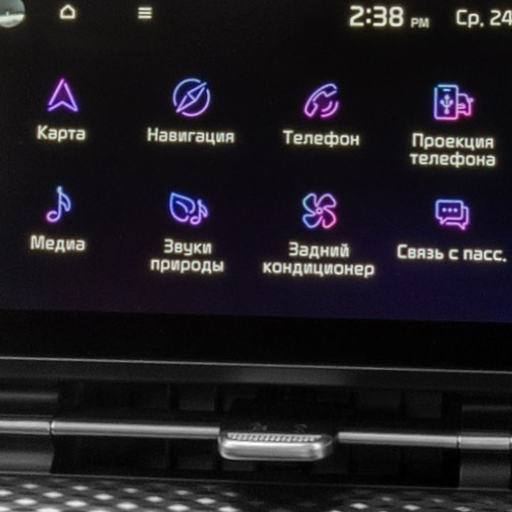 2:38 PM Ср, 24
Карта Навигация Телефон Проекция
телефона
Медиа Звуки
природы Задний
кондиционер Связь с пасс.